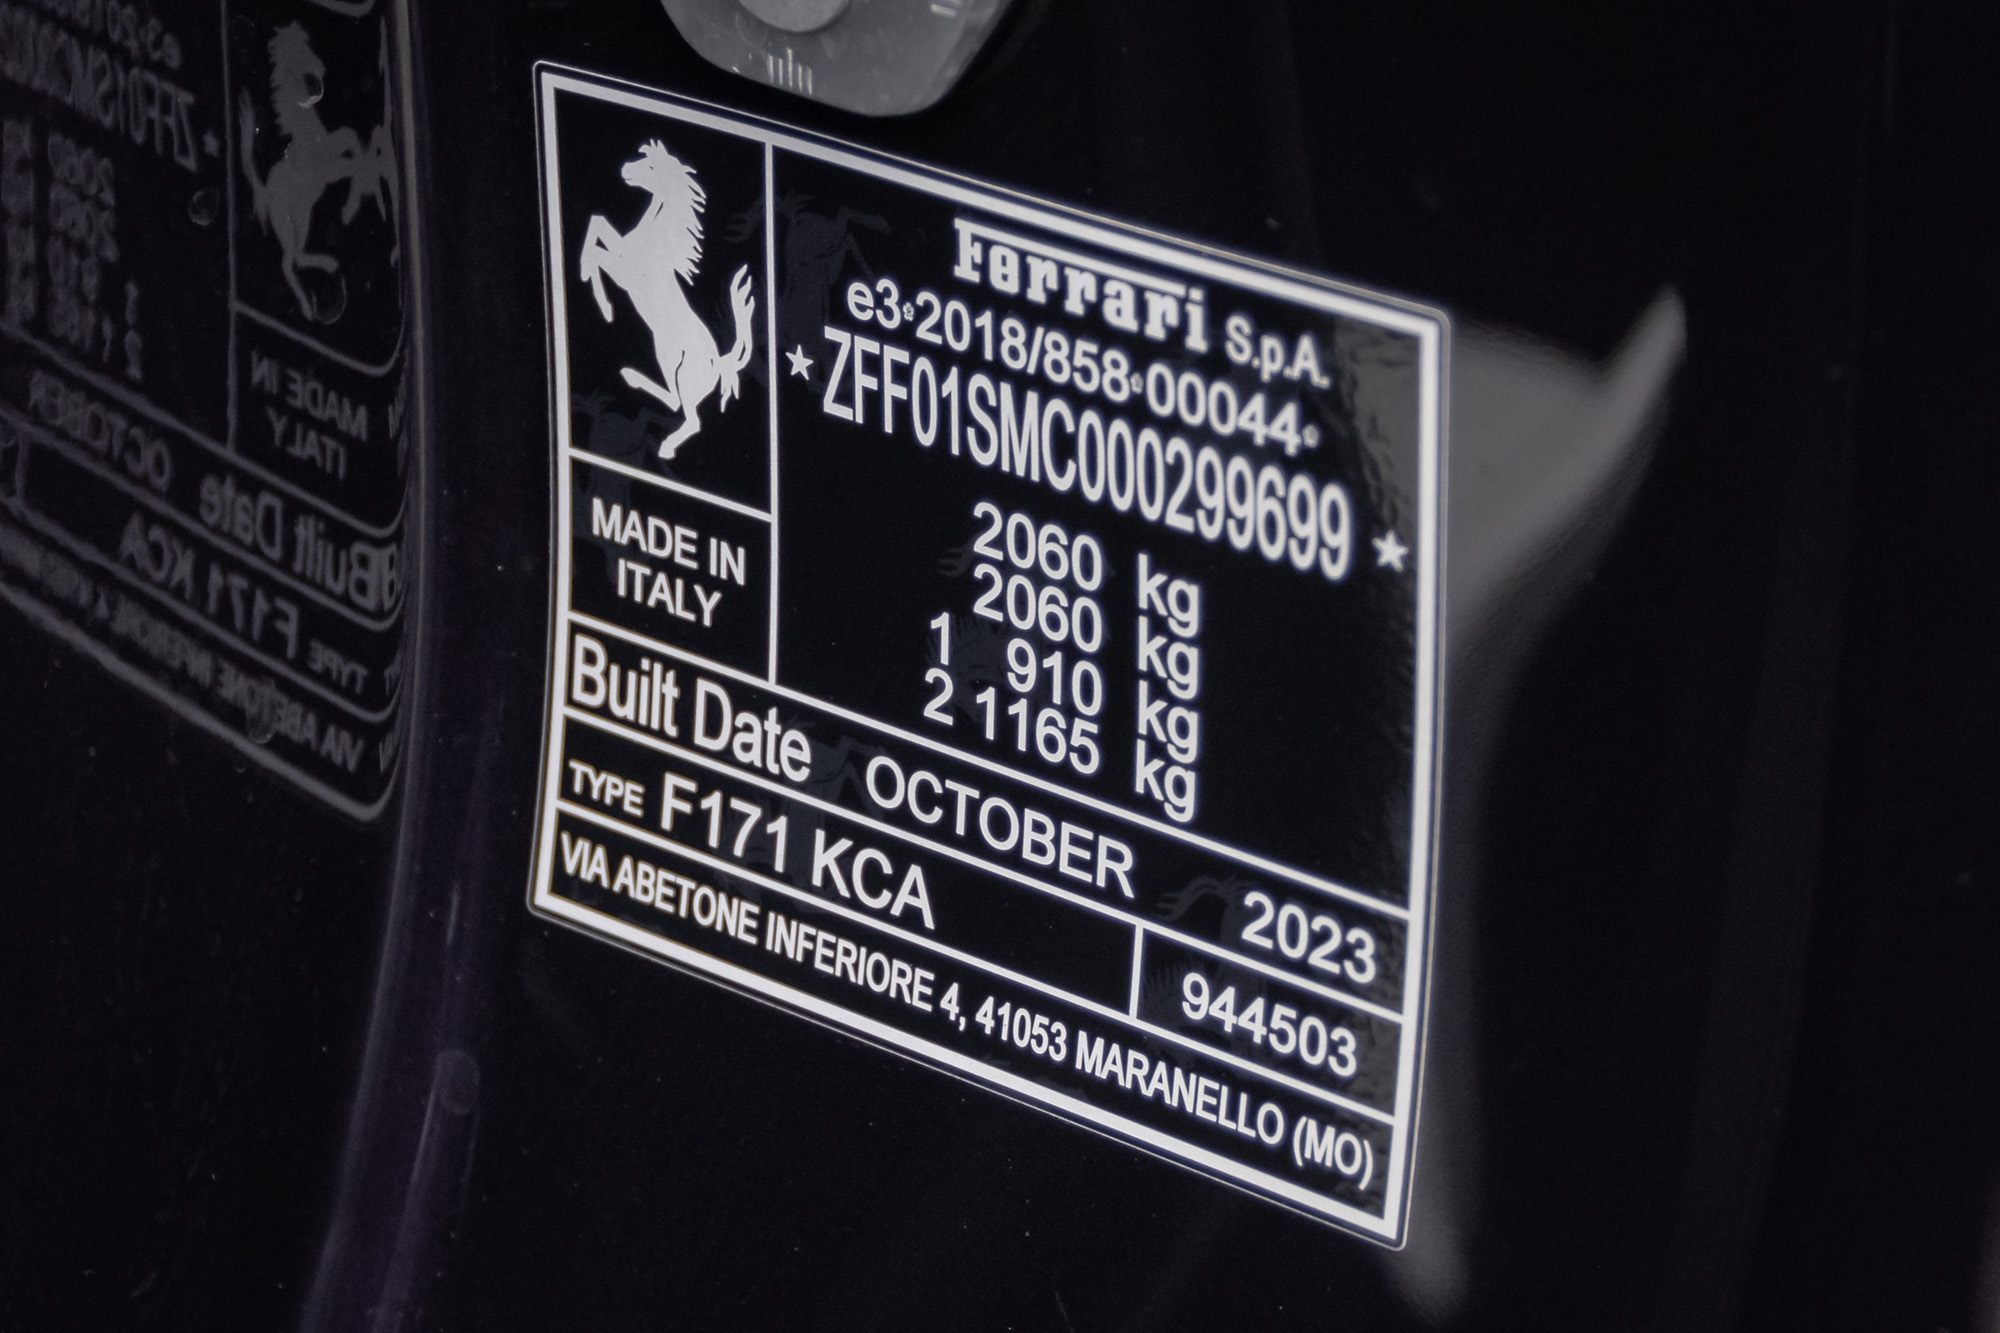 Ferrari S.p.A.
e3*2018/858*00044*
★ ZFF01SMC000299699 ★
2060 kg
2060 kg
1 910 kg
2 1165 kg
MADE IN
ITALY
Built Date OCTOBER 2023
TYPE F171 KCA 944503
VIA ABETONE INFERIORE 4, 41053 MARANELLO (MO)